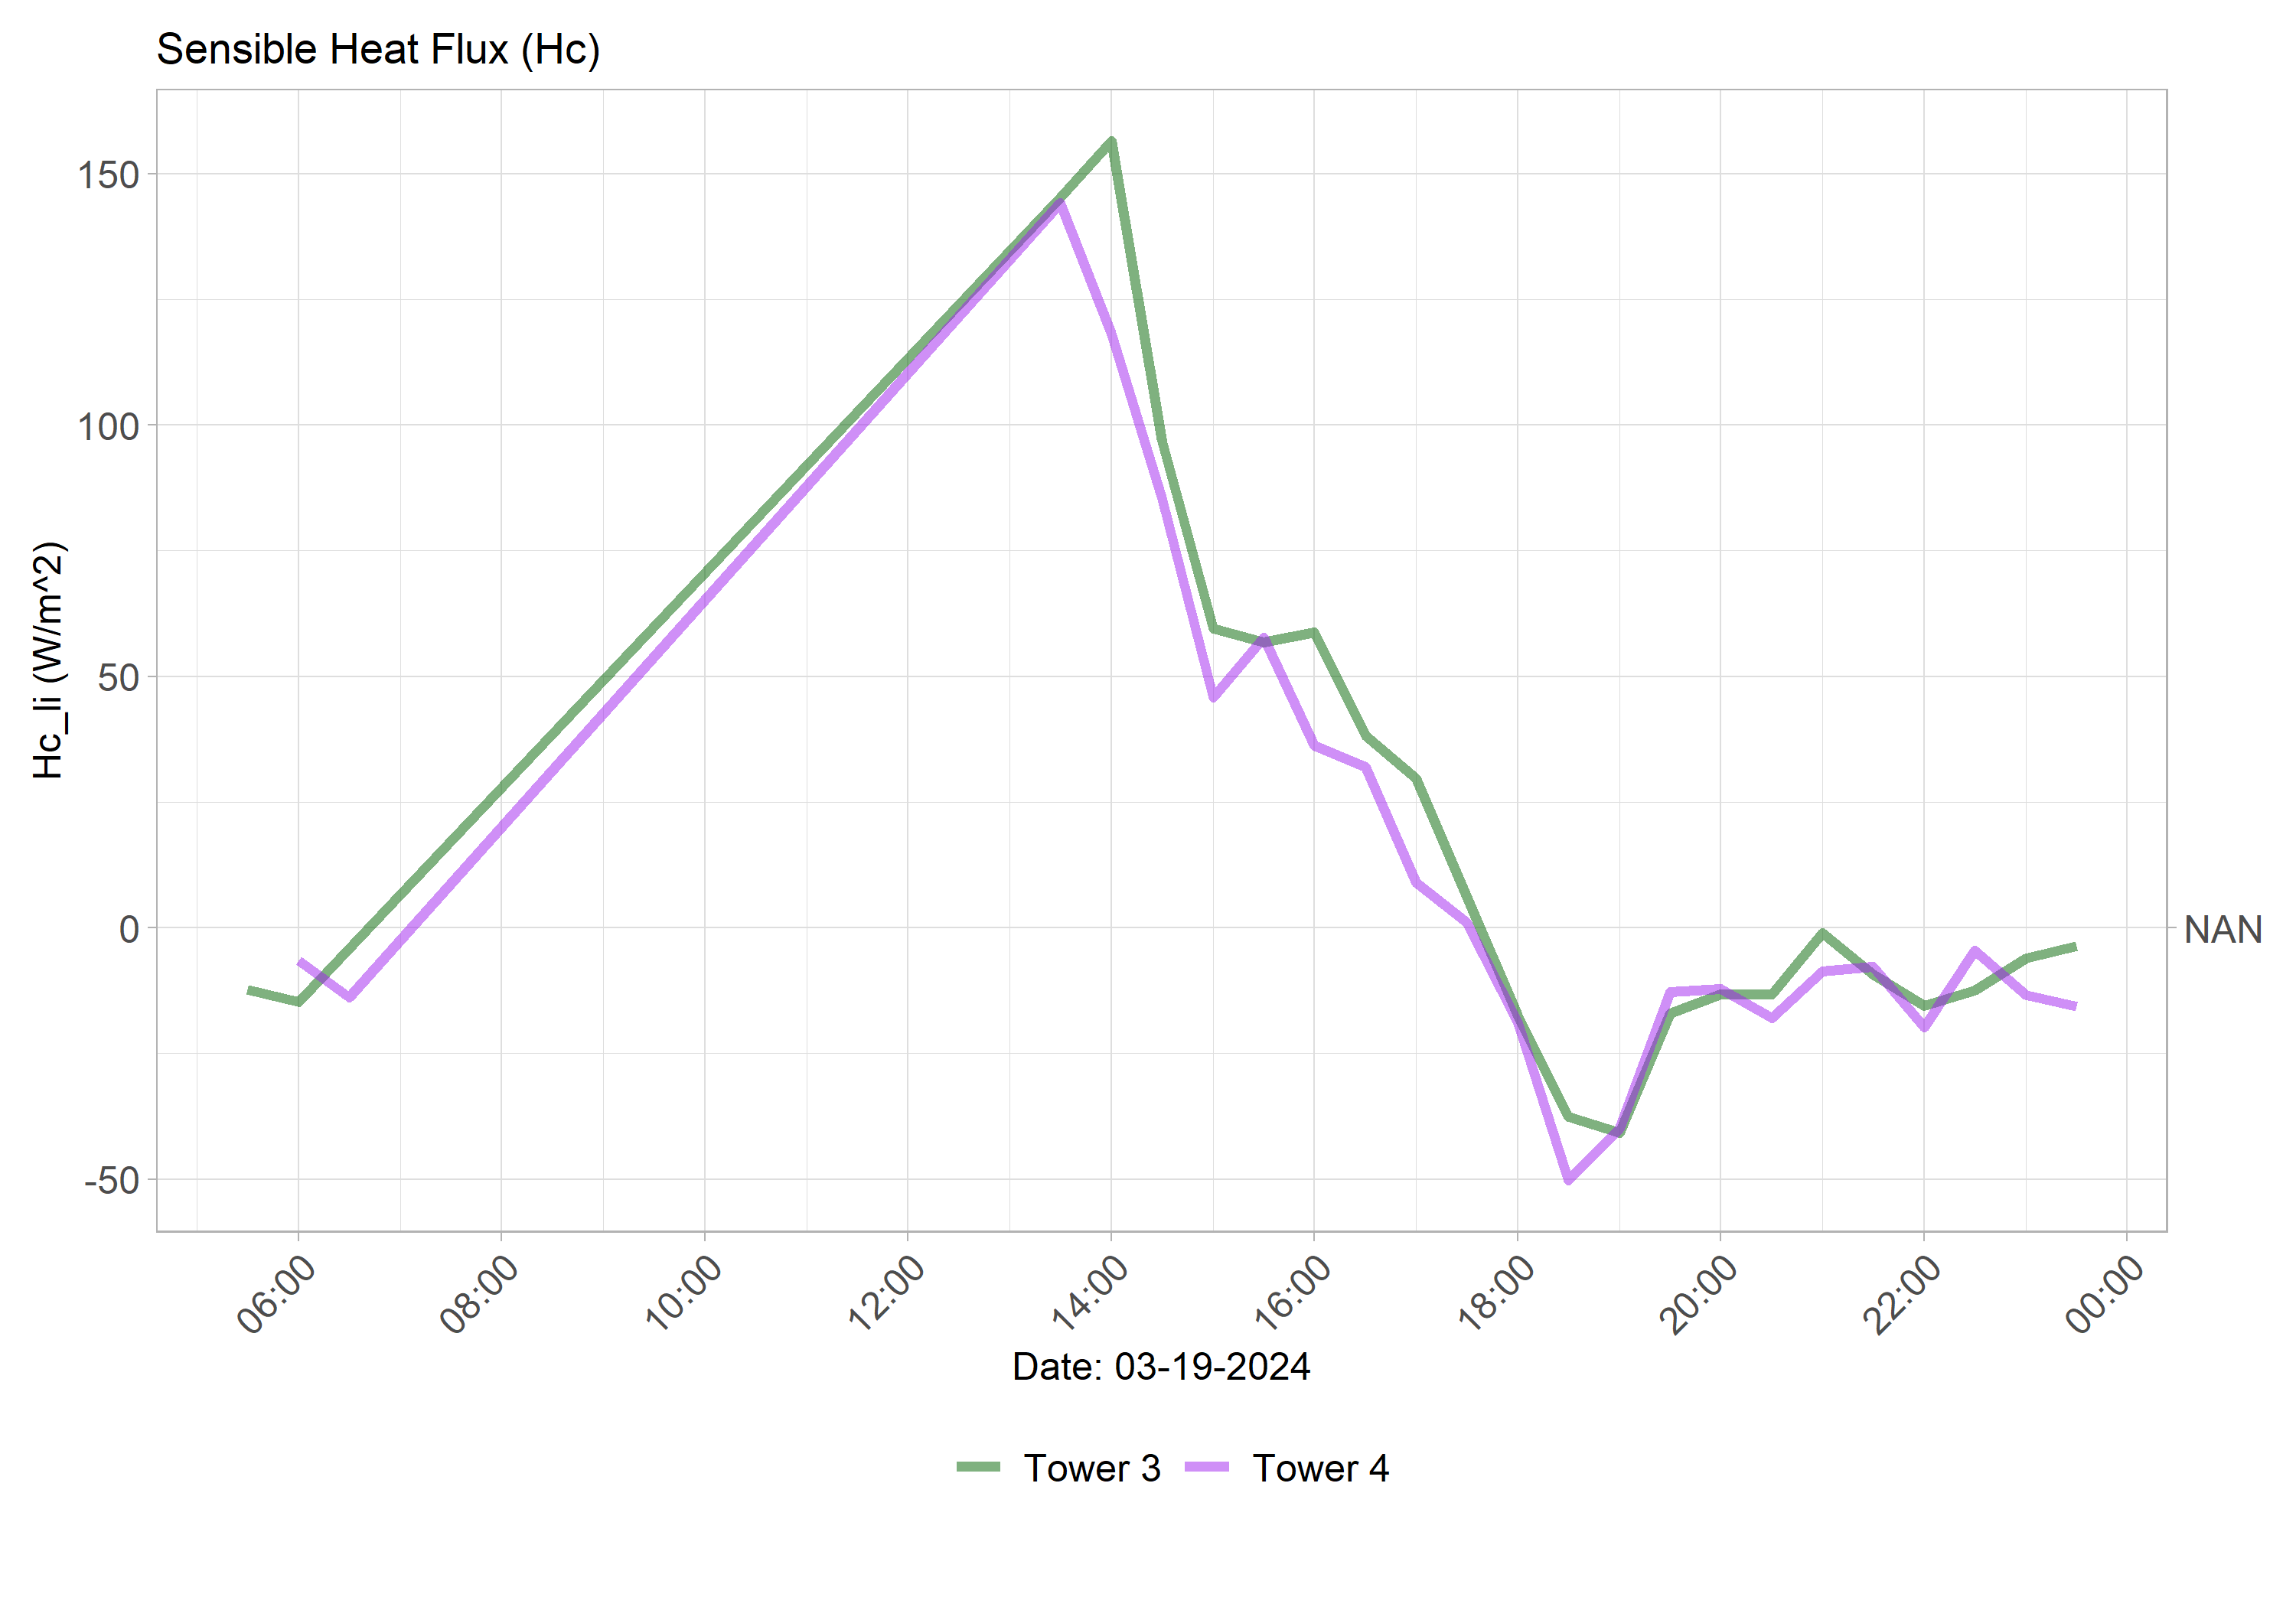 Sensible Heat Flux (Hc)
150
100
50
0
-50
NAN
Hc_li (W/m^2)
06:00
08:00
10:00
12:00
14:00
16:00
18:00
20:00
22:00
00:00
Date: 03-19-2024
Tower 3
Tower 4